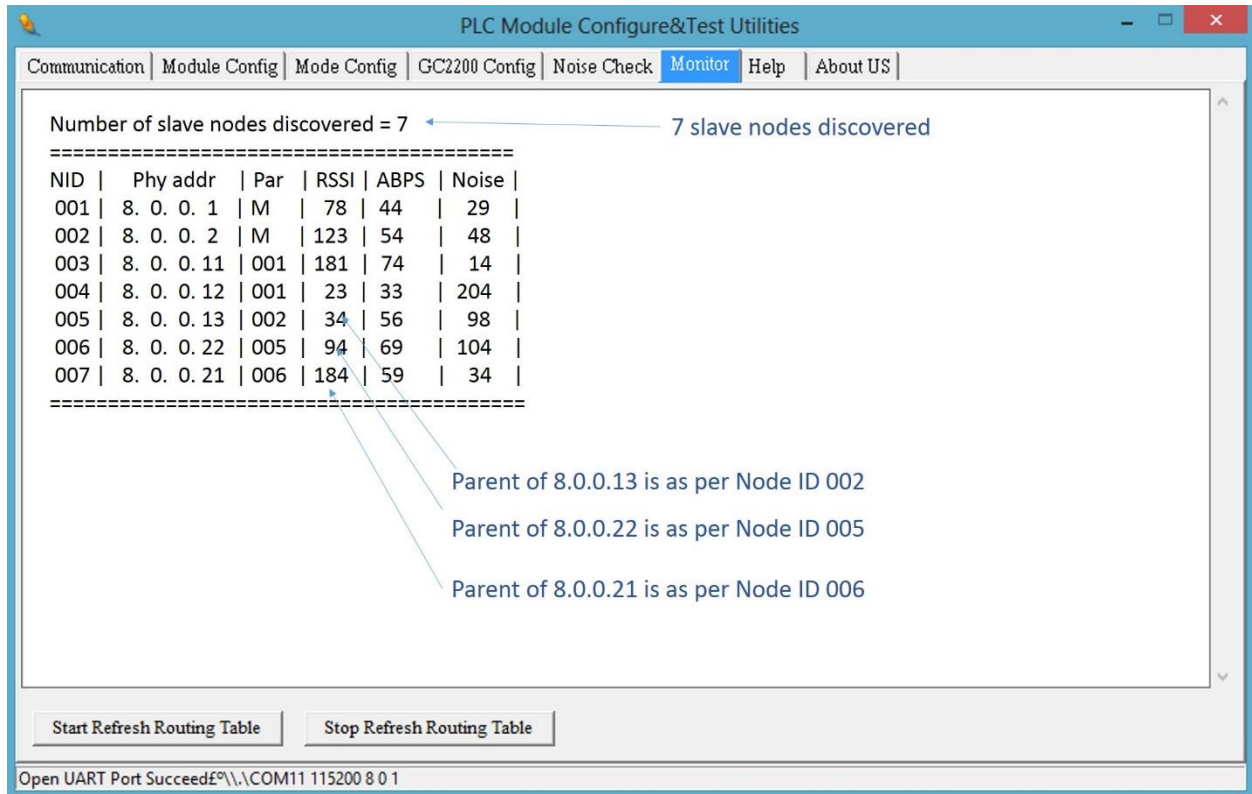 PLC Module Configure&Test Utilities
Communication Module Config Mode Config GC2200 Config Noise Check Monitor Help About US
Number of slave nodes discovered = 7 7 slave nodes discovered
========================================
NID | Phy addr | Par | RSSI | ABPS | Noise |
001 | 8. 0. 0. 1 | M | 78 | 44 | 29 |
002 | 8. 0. 0. 2 | M | 123 | 54 | 48 |
003 | 8. 0. 0. 11 | 001 | 181 | 74 | 14 |
004 | 8. 0. 0. 12 | 001 | 23 | 33 | 204 |
005 | 8. 0. 0. 13 | 002 | 34 | 56 | 98 |
006 | 8. 0. 0. 22 | 005 | 94 | 69 | 104 |
007 | 8. 0. 0. 21 | 006 | 184 | 59 | 34 |
=========================================
Parent of 8.0.0.13 is as per Node ID 002
Parent of 8.0.0.22 is as per Node ID 005
Parent of 8.0.0.21 is as per Node ID 006
Start Refresh Routing Table Stop Refresh Routing Table
Open UART Port Succeed£º\\.\COM11 115200 8 0 1